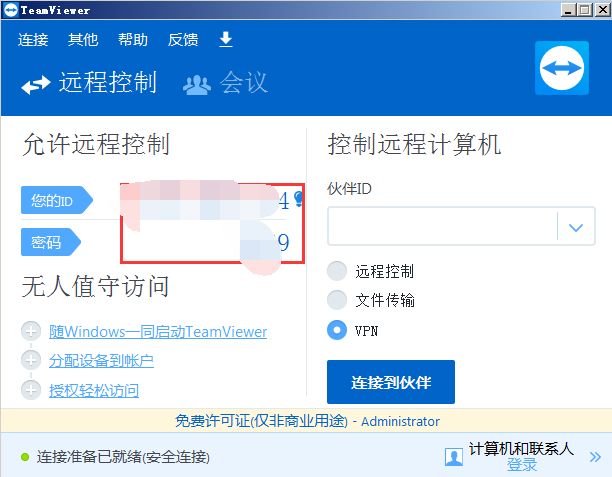 TeamViewer
连接 其他 帮助 反馈
远程控制 会议
允许远程控制
您的ID 4
密码 9
无人值守访问
随Windows一同启动TeamViewer
分配设备到帐户
授权轻松访问
控制远程计算机
伙伴ID
远程控制
文件传输
VPN
连接到伙伴
免费许可证(仅非商业用途) - Administrator
连接准备已就绪(安全连接)
计算机和联系人
登录